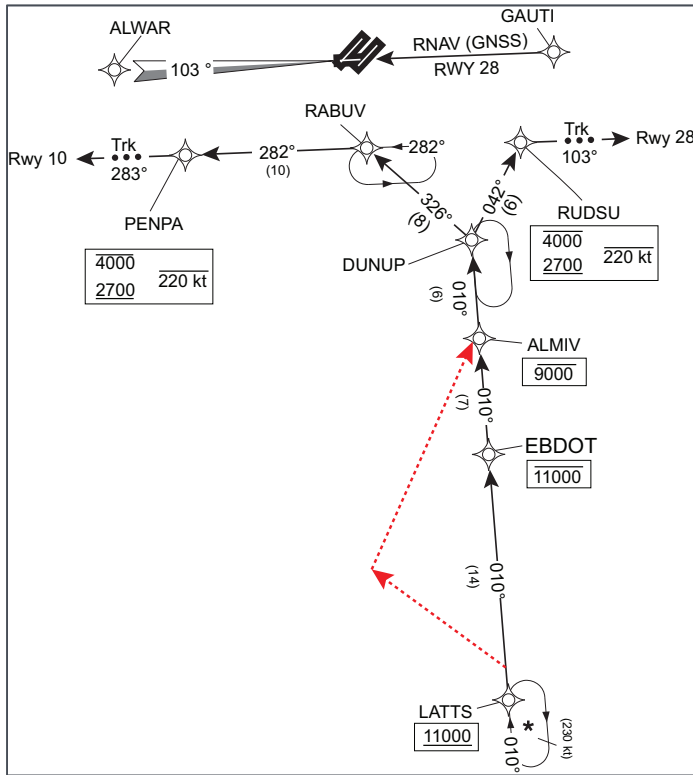 GAUTI
ALWAR
RNAV (GNSS)
103 °
RWY 28
RABUV
Trk
282°
Trk
Rwy 10
282°
Rwy 28
283°
(10)
103°
326°
042°
PENPA
(8)
(6)
RUDSU
4000
220 kt
2700
4000
220 kt
2700
DUNUP
010°
(6)
ALMIV
9000
010°
(7)
EBDOT
11000
010°
(14)
LATTS
*
(230 kt)
11000
010°